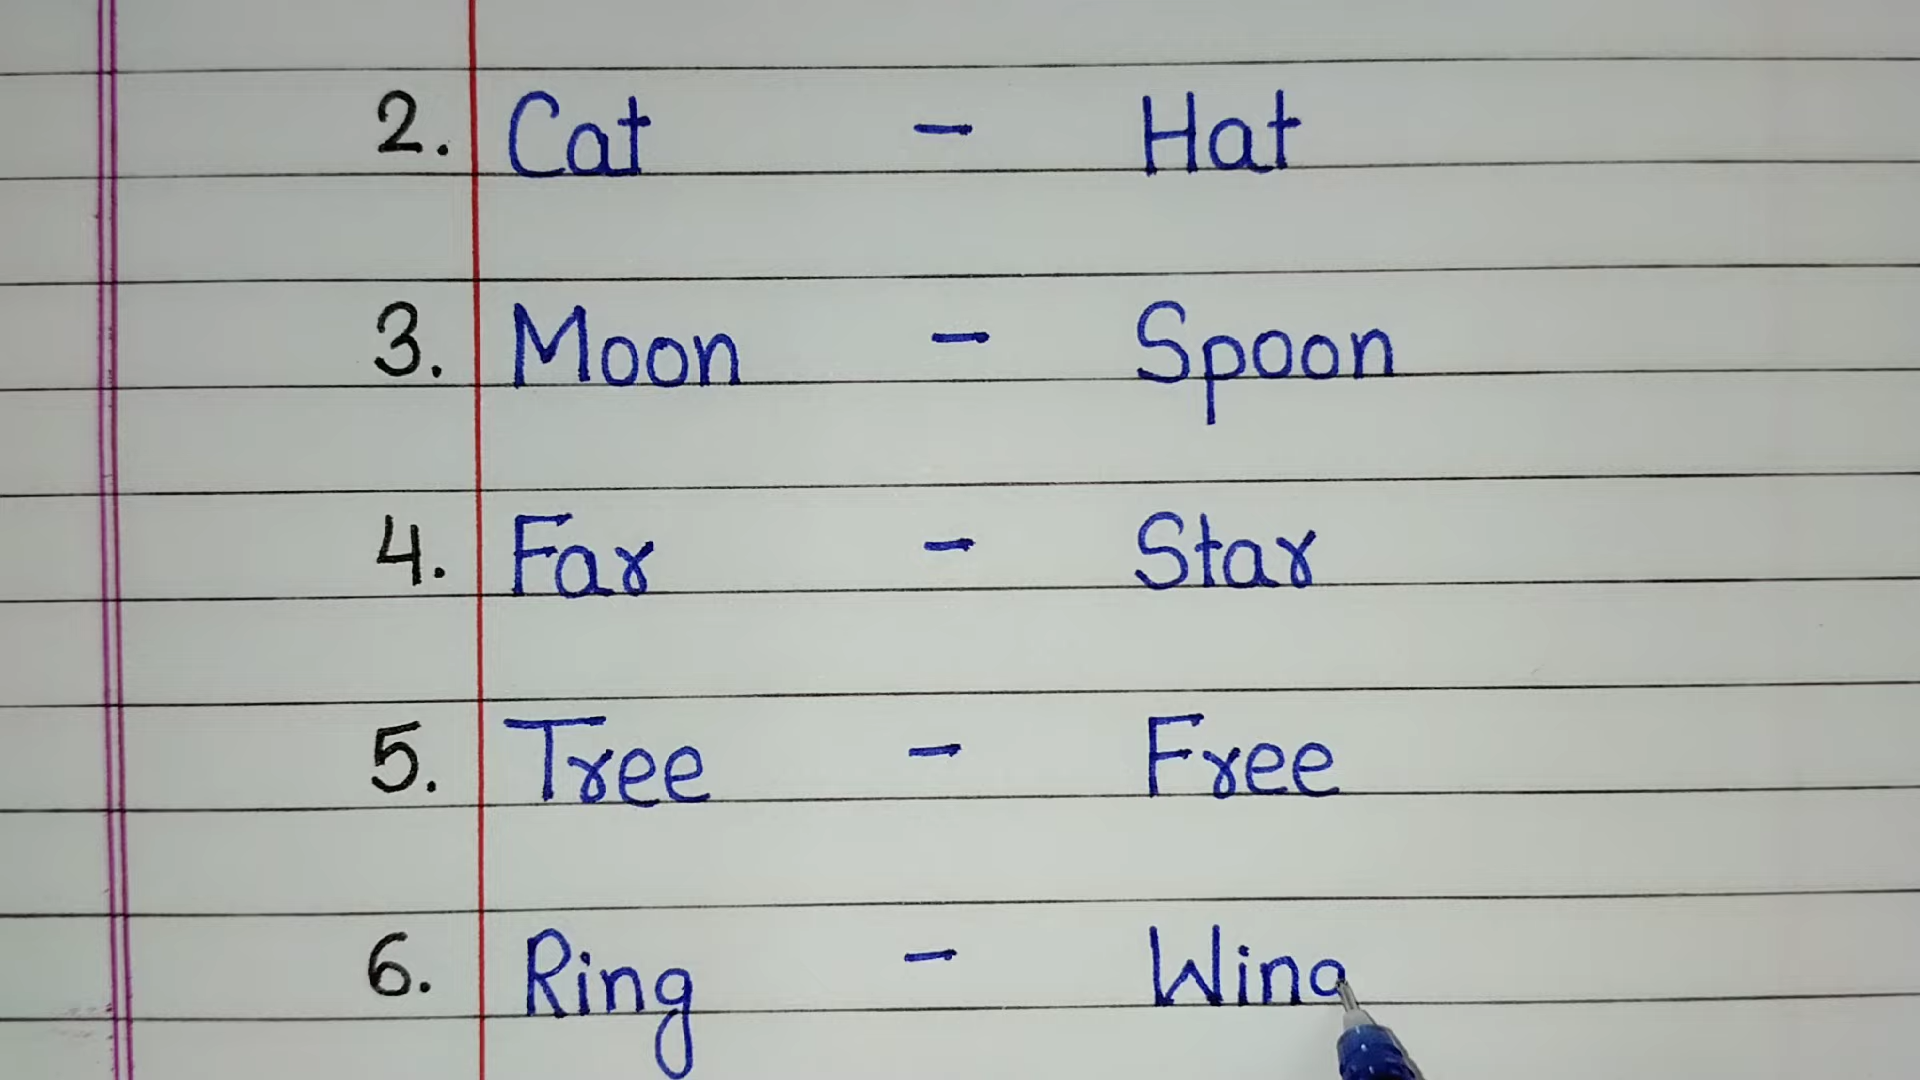 2. Cat - Hat
3. Moon - Spoon
4. Far - Star
5. Tree - Free
6. Ring -